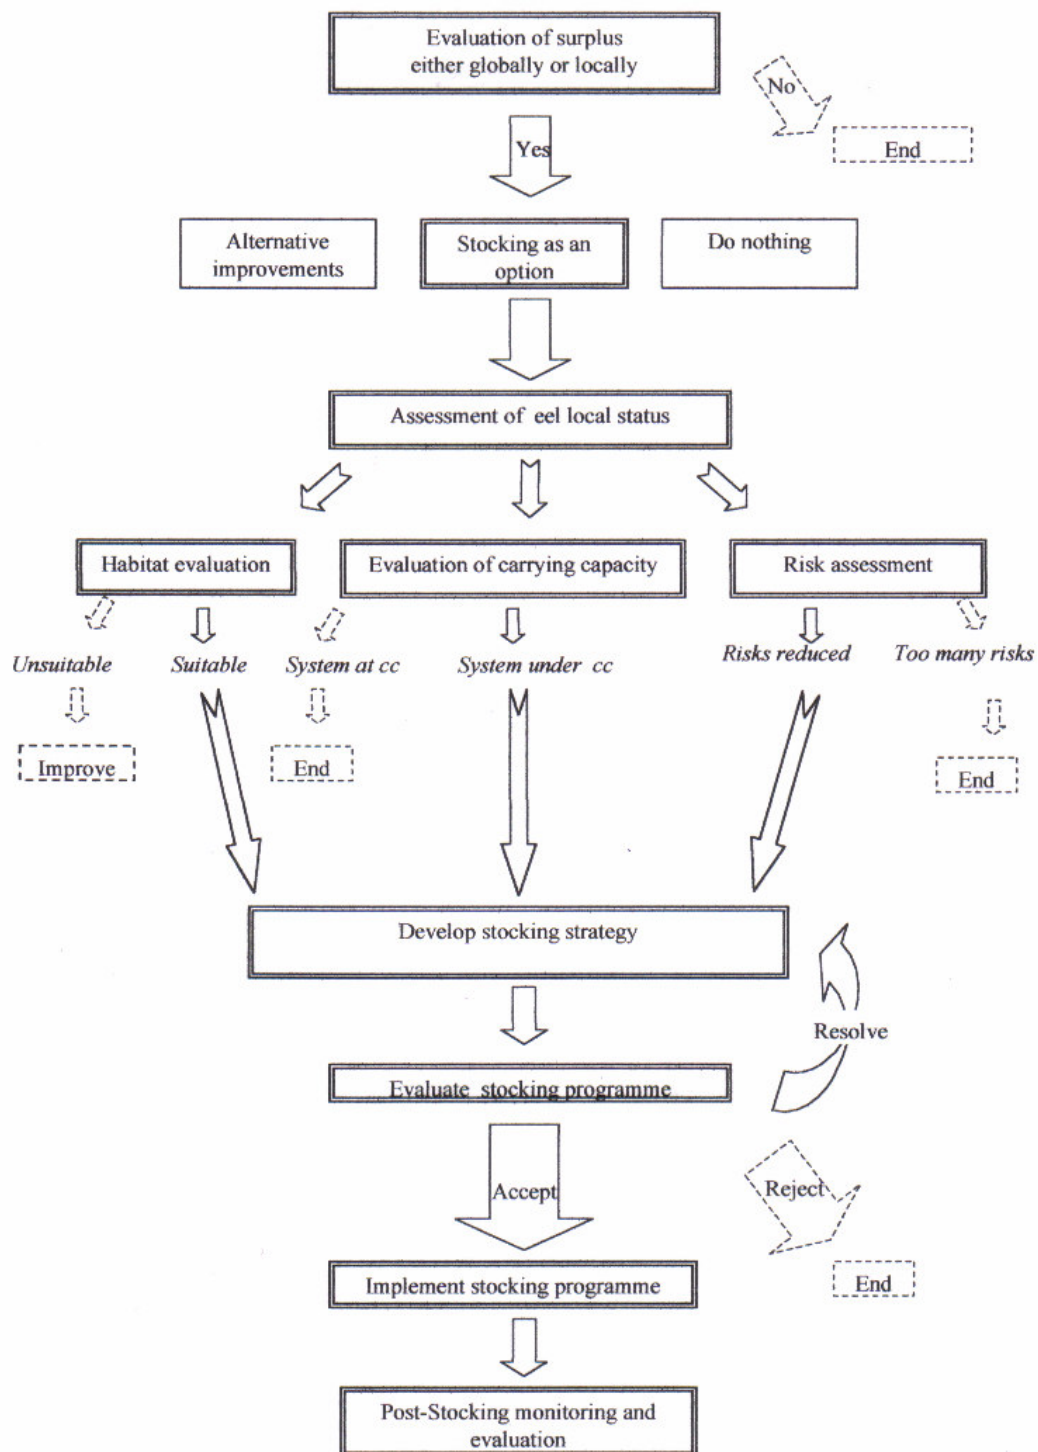 Evaluation of surplus
either globally or locally
No
End
Yes
Alternative
improvements
Stocking as an
option
Do nothing
Assessment of eel local status
Habitat evaluation
Evaluation of carrying capacity
Risk assessment
Unsuitable
Suitable
System at cc
System under cc
Risks reduced
Too many risks
Improve
End
End
Develop stocking strategy
Resolve
Evaluate stocking programme
Accept
Reject
End
Implement stocking programme
Post-Stocking monitoring and
evaluation